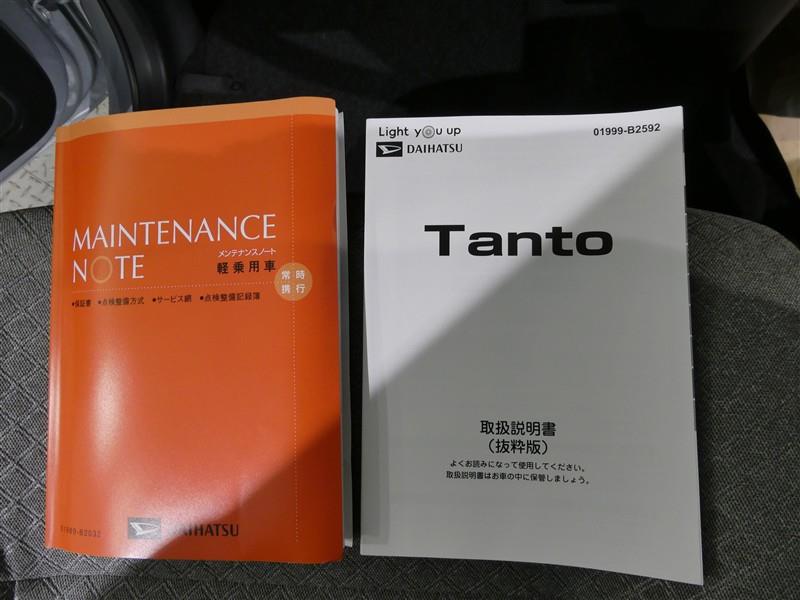 MAINTENANCE
NOTE
メンテナンスノート
軽乗用車
常時
携行
●保証書 ●点検整備方式 ●サービス網 ●点検整備記録簿
01999-B2032
DAIHATSU
Light you up
01999-B2592
DAIHATSU
Tanto
取扱説明書
(抜粋版)
よくお読みになって使用してください。
取扱説明書はお車の中に保管しましょう。